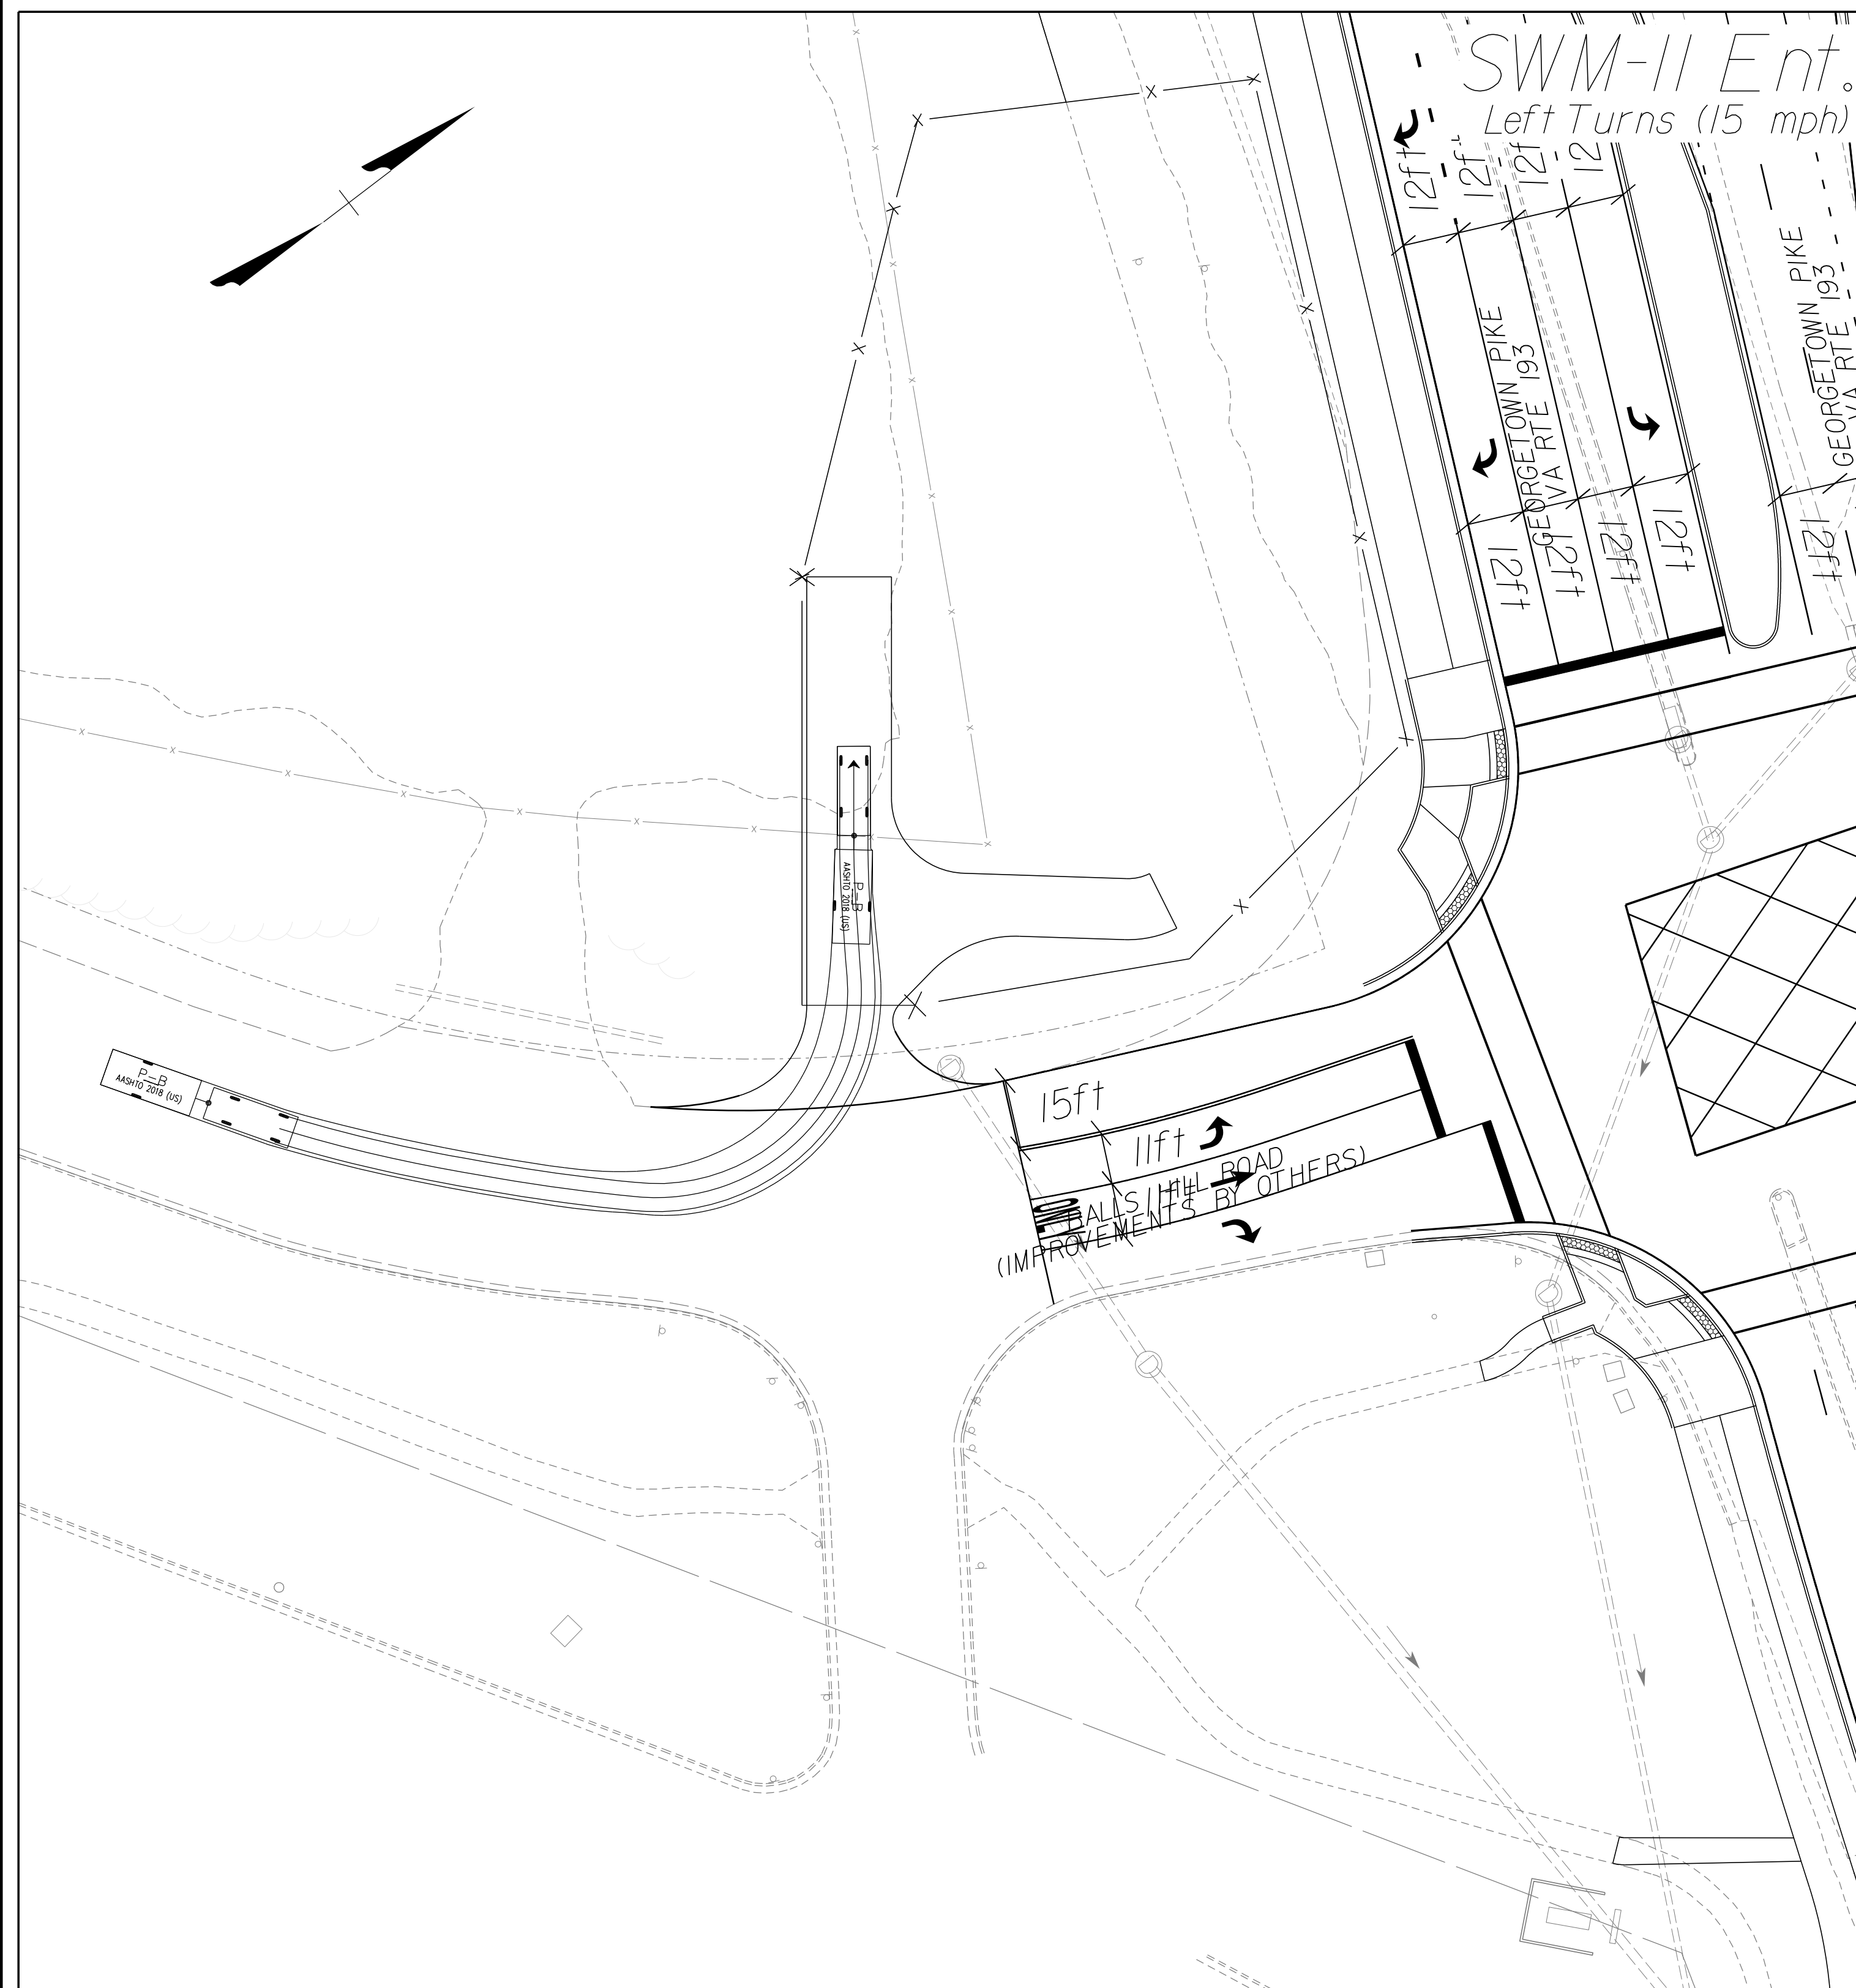 SWM-II Ent.
Left Turns (15 mph)
12ft
12ft
12ft
GEORGETOWN PIKE
VA RTE 193
GEORGETOWN PIKE
VA RTE 193
12ft
12ft
12ft
12ft
12ft
P-B
AASHTO 2018 (US)
P-B
AASHTO 2018 (US)
15ft
11ft
11ft
BALLS HILL ROAD
(IMPROVEMENTS BY OTHERS)